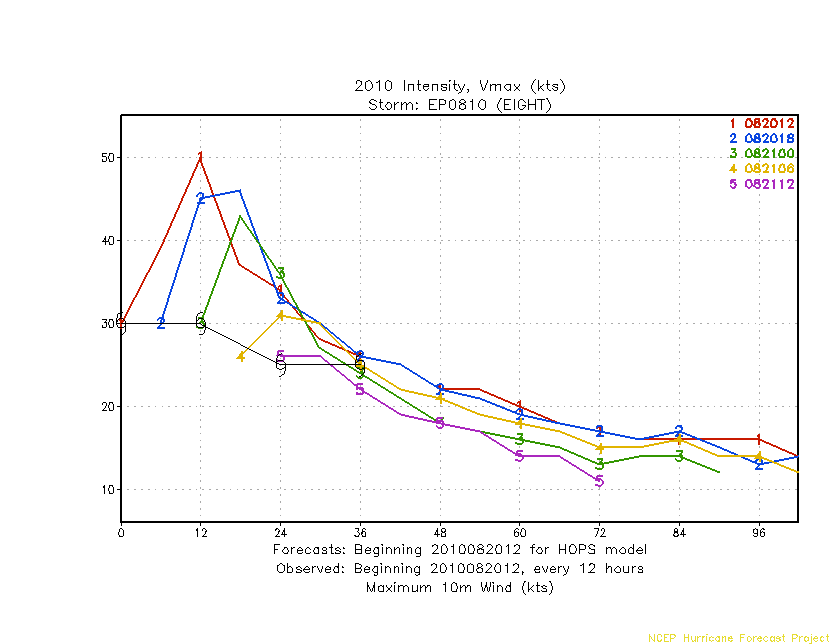 2010 Intensity, Vmax (kts)
Storm: EP0810 (EIGHT)
1 082012
2 082018
3 082100
4 082106
5 082112
50
40
30
20
10
0 12 24 36 48 60 72 84 96
Forecasts: Beginning 2010082012 for HOPS model
Observed: Beginning 2010082012, every 12 hours
Maximum 10m Wind (kts)
NCEP Hurricane Forecast Project